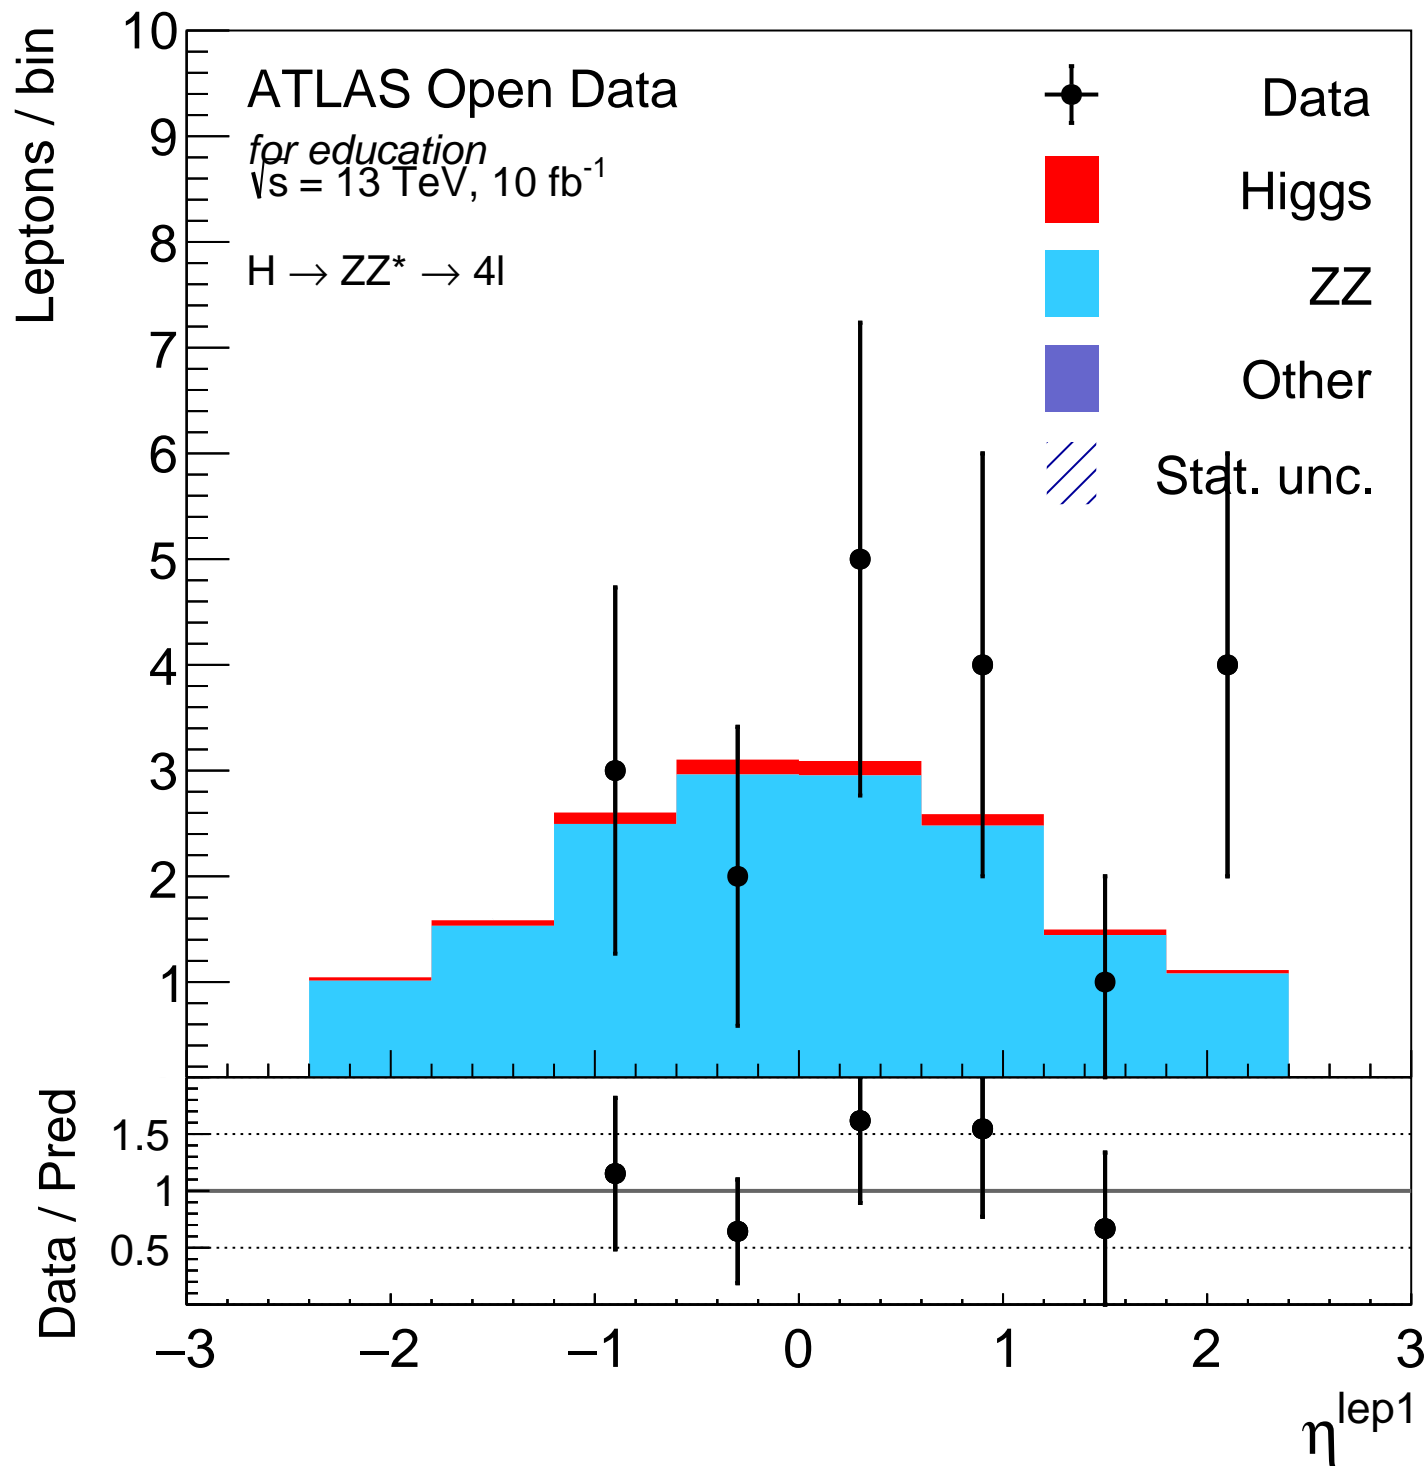 Leptons / bin
10
9
8
7
6
5
4
3
2
1
ATLAS Open Data
for education
√s = 13 TeV, 10 fb⁻¹
H → ZZ* → 4l
Data
Higgs
ZZ
Other
Stat. unc.
Data / Pred
1.5
1
0.5
−3 −2 −1 0 1 2 3
η^lep1